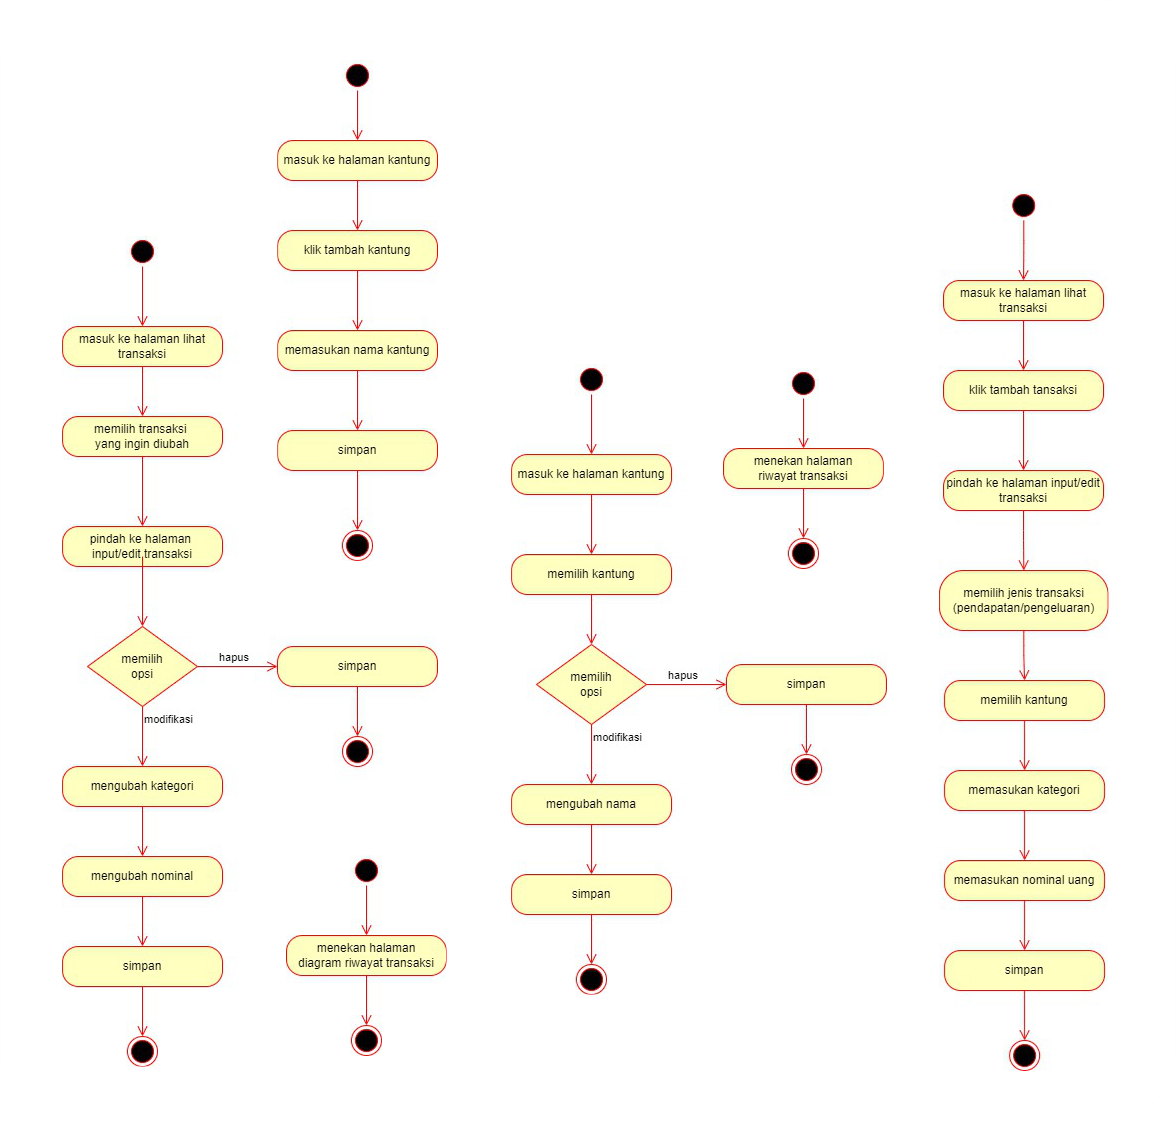 masuk ke halaman lihat
transaksi
memilih transaksi
yang ingin diubah
pindah ke halaman
input/edit transaksi
memilih
opsi
hapus
simpan
modifikasi
mengubah kategori
mengubah nominal
simpan
masuk ke halaman kantung
klik tambah kantung
memasukan nama kantung
simpan
menekan halaman
diagram riwayat transaksi
masuk ke halaman kantung
memilih kantung
memilih
opsi
hapus
simpan
modifikasi
mengubah nama
simpan
menekan halaman
riwayat transaksi
masuk ke halaman lihat
transaksi
klik tambah tansaksi
pindah ke halaman input/edit
transaksi
memilih jenis transaksi
(pendapatan/pengeluaran)
memilih kantung
memasukan kategori
memasukan nominal uang
simpan